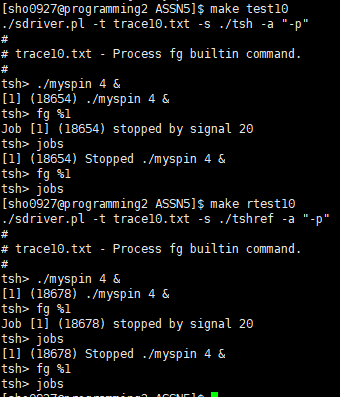 [sho0927@programming2 ASSN5]$ make test10
./sdriver.pl -t trace10.txt -s ./tsh -a "-p"
#
# trace10.txt - Process fg builtin command.
#
tsh> ./myspin 4 &
[1] (18654) ./myspin 4 &
tsh> fg %1
Job [1] (18654) stopped by signal 20
tsh> jobs
[1] (18654) Stopped ./myspin 4 &
tsh> fg %1
tsh> jobs
[sho0927@programming2 ASSN5]$ make rtest10
./sdriver.pl -t trace10.txt -s ./tshref -a "-p"
#
# trace10.txt - Process fg builtin command.
#
tsh> ./myspin 4 &
[1] (18678) ./myspin 4 &
tsh> fg %1
Job [1] (18678) stopped by signal 20
tsh> jobs
[1] (18678) Stopped ./myspin 4 &
tsh> fg %1
tsh> jobs
[sho0927@programming2 ASSN5]$